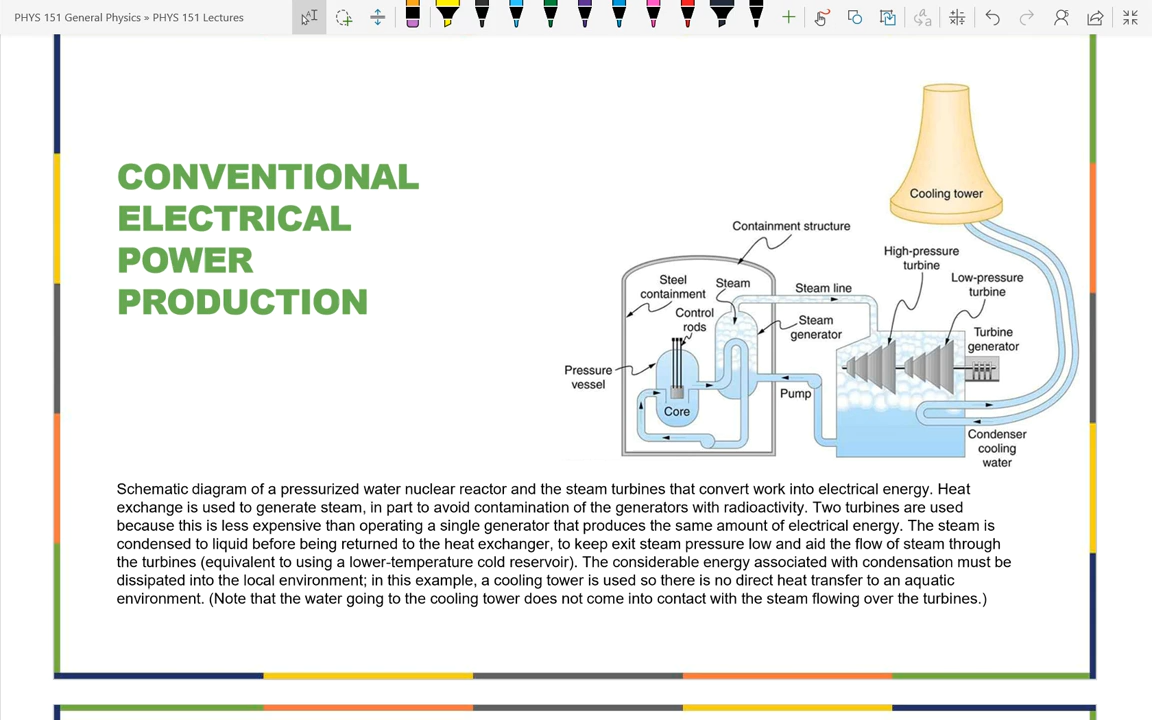 PHYS 151 General Physics » PHYS 151 Lectures
CONVENTIONAL
ELECTRICAL
POWER
PRODUCTION
Cooling tower
Containment structure
High-pressure
turbine
Low-pressure
turbine
Steel
containment
Steam
Steam line
Control
rods
Steam
generator
Turbine
generator
Pressure
vessel
Pump
Core
Condenser
cooling
water
Schematic diagram of a pressurized water nuclear reactor and the steam turbines that convert work into electrical energy. Heat
exchange is used to generate steam, in part to avoid contamination of the generators with radioactivity. Two turbines are used
because this is less expensive than operating a single generator that produces the same amount of electrical energy. The steam is
condensed to liquid before being returned to the heat exchanger, to keep exit steam pressure low and aid the flow of steam through
the turbines (equivalent to using a lower-temperature cold reservoir). The considerable energy associated with condensation must be
dissipated into the local environment; in this example, a cooling tower is used so there is no direct heat transfer to an aquatic
environment. (Note that the water going to the cooling tower does not come into contact with the steam flowing over the turbines.)